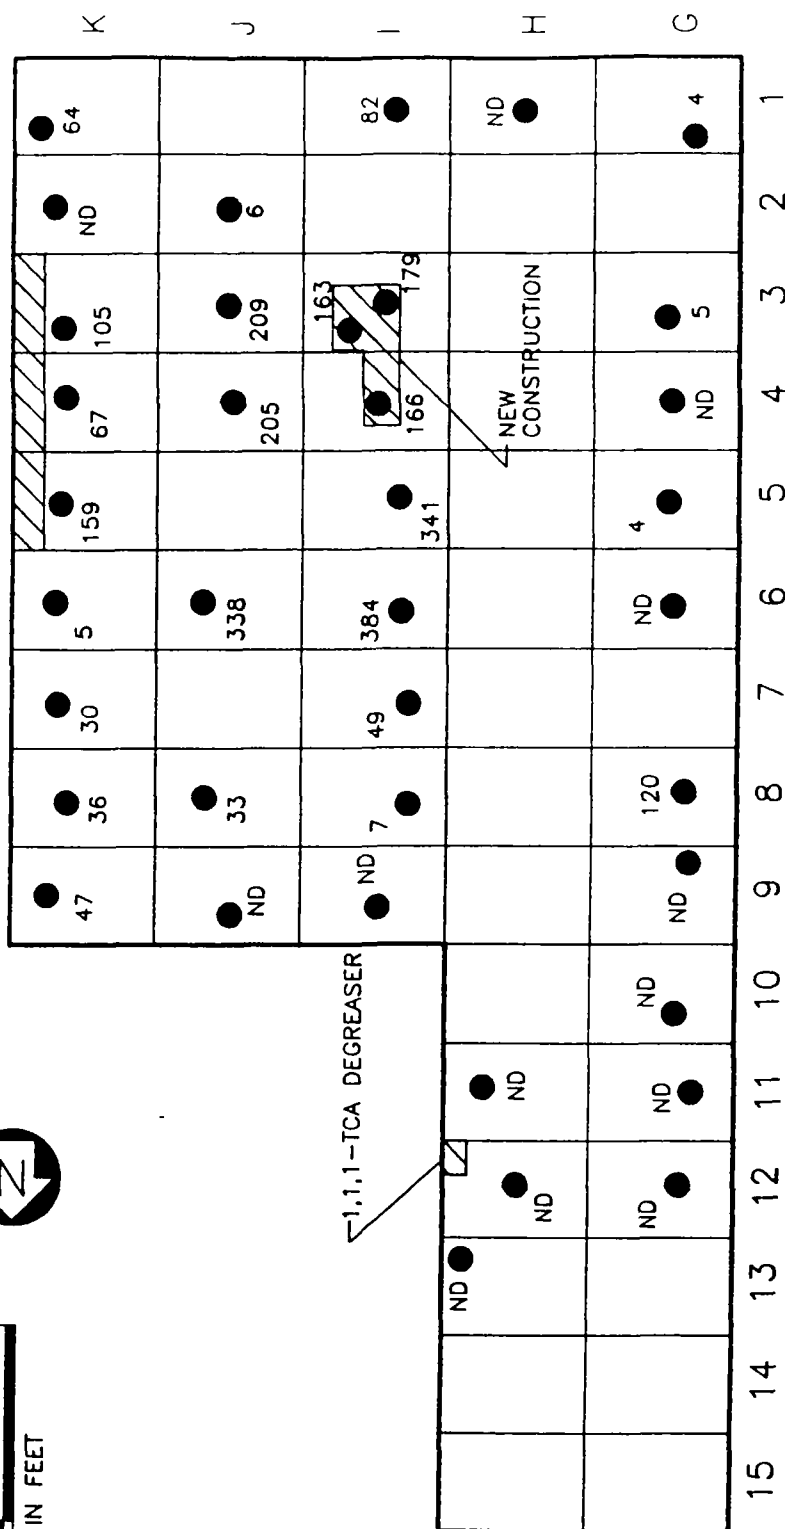 K
J
I
H
G
64
82
ND
4
1
ND
6
2
105
209
163
179
5
3
67
205
166
NEW
CONSTRUCTION
ND
4
159
341
4
5
5
338
384
ND
6
30
49
7
36
33
7
120
8
47
ND
ND
ND
9
ND
10
1,1,1-TCA DEGREASER
ND
ND
11
N
ND
ND
12
ND
13
14
IN FEET
15